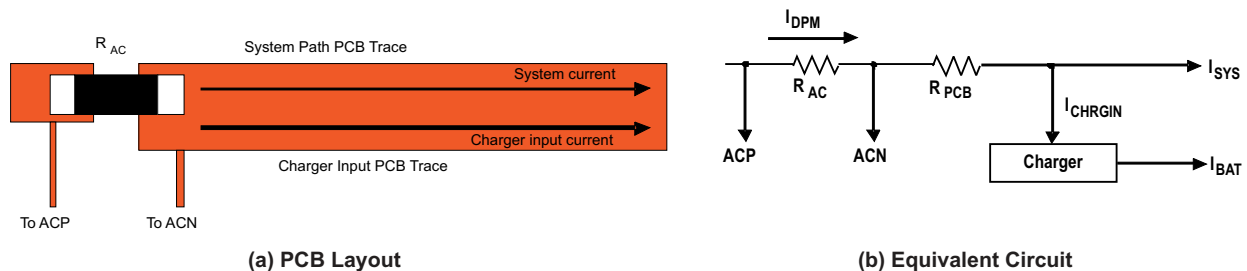 R AC
System Path PCB Trace
System current
Charger input current
Charger Input PCB Trace
To ACP
To ACN
(a) PCB Layout
IDPM
RAC
RPCB
ISYS
ICHRGIN
ACP
ACN
Charger
IBAT
(b) Equivalent Circuit